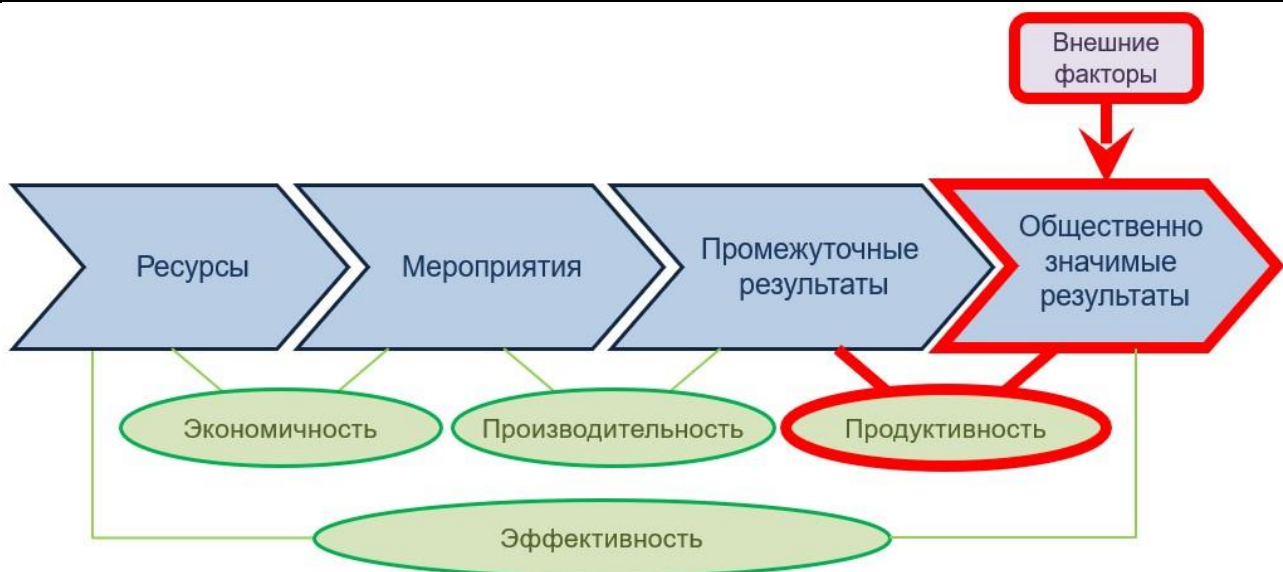 Внешние
факторы
Ресурсы
Мероприятия
Промежуточные
результаты
Общественно
значимые
результаты
Экономичность
Производительность
Продуктивность
Эффективность